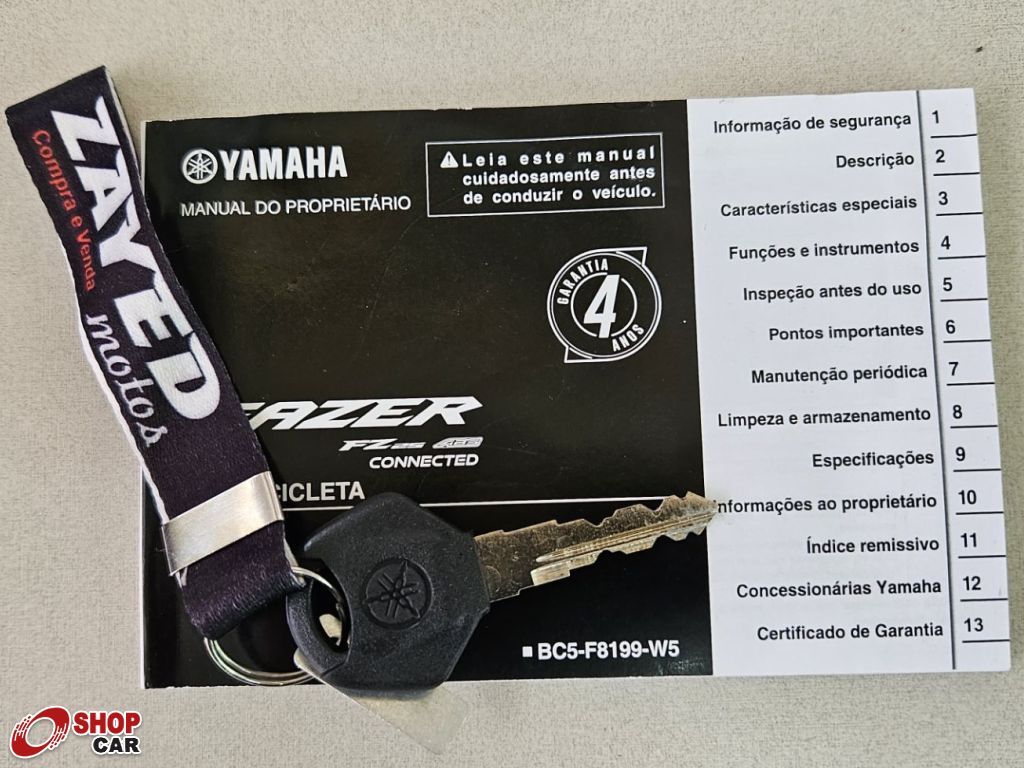 ZAYED
motos
Compra e Venda
YAMAHA
MANUAL DO PROPRIETÁRIO
Leia este manual
cuidadosamente antes
de conduzir o veículo.
GARANTIA
4
ANOS
FAZER
FZ25 ABS
CONNECTED
CICLETA
BC5-F8199-W5
Informação de segurança 1
Descrição 2
Características especiais 3
Funções e instrumentos 4
Inspeção antes do uso 5
Pontos importantes 6
Manutenção periódica 7
Limpeza e armazenamento 8
Especificações 9
Informações ao proprietário 10
Índice remissivo 11
Concessionárias Yamaha 12
Certificado de Garantia 13
SHOP
CAR